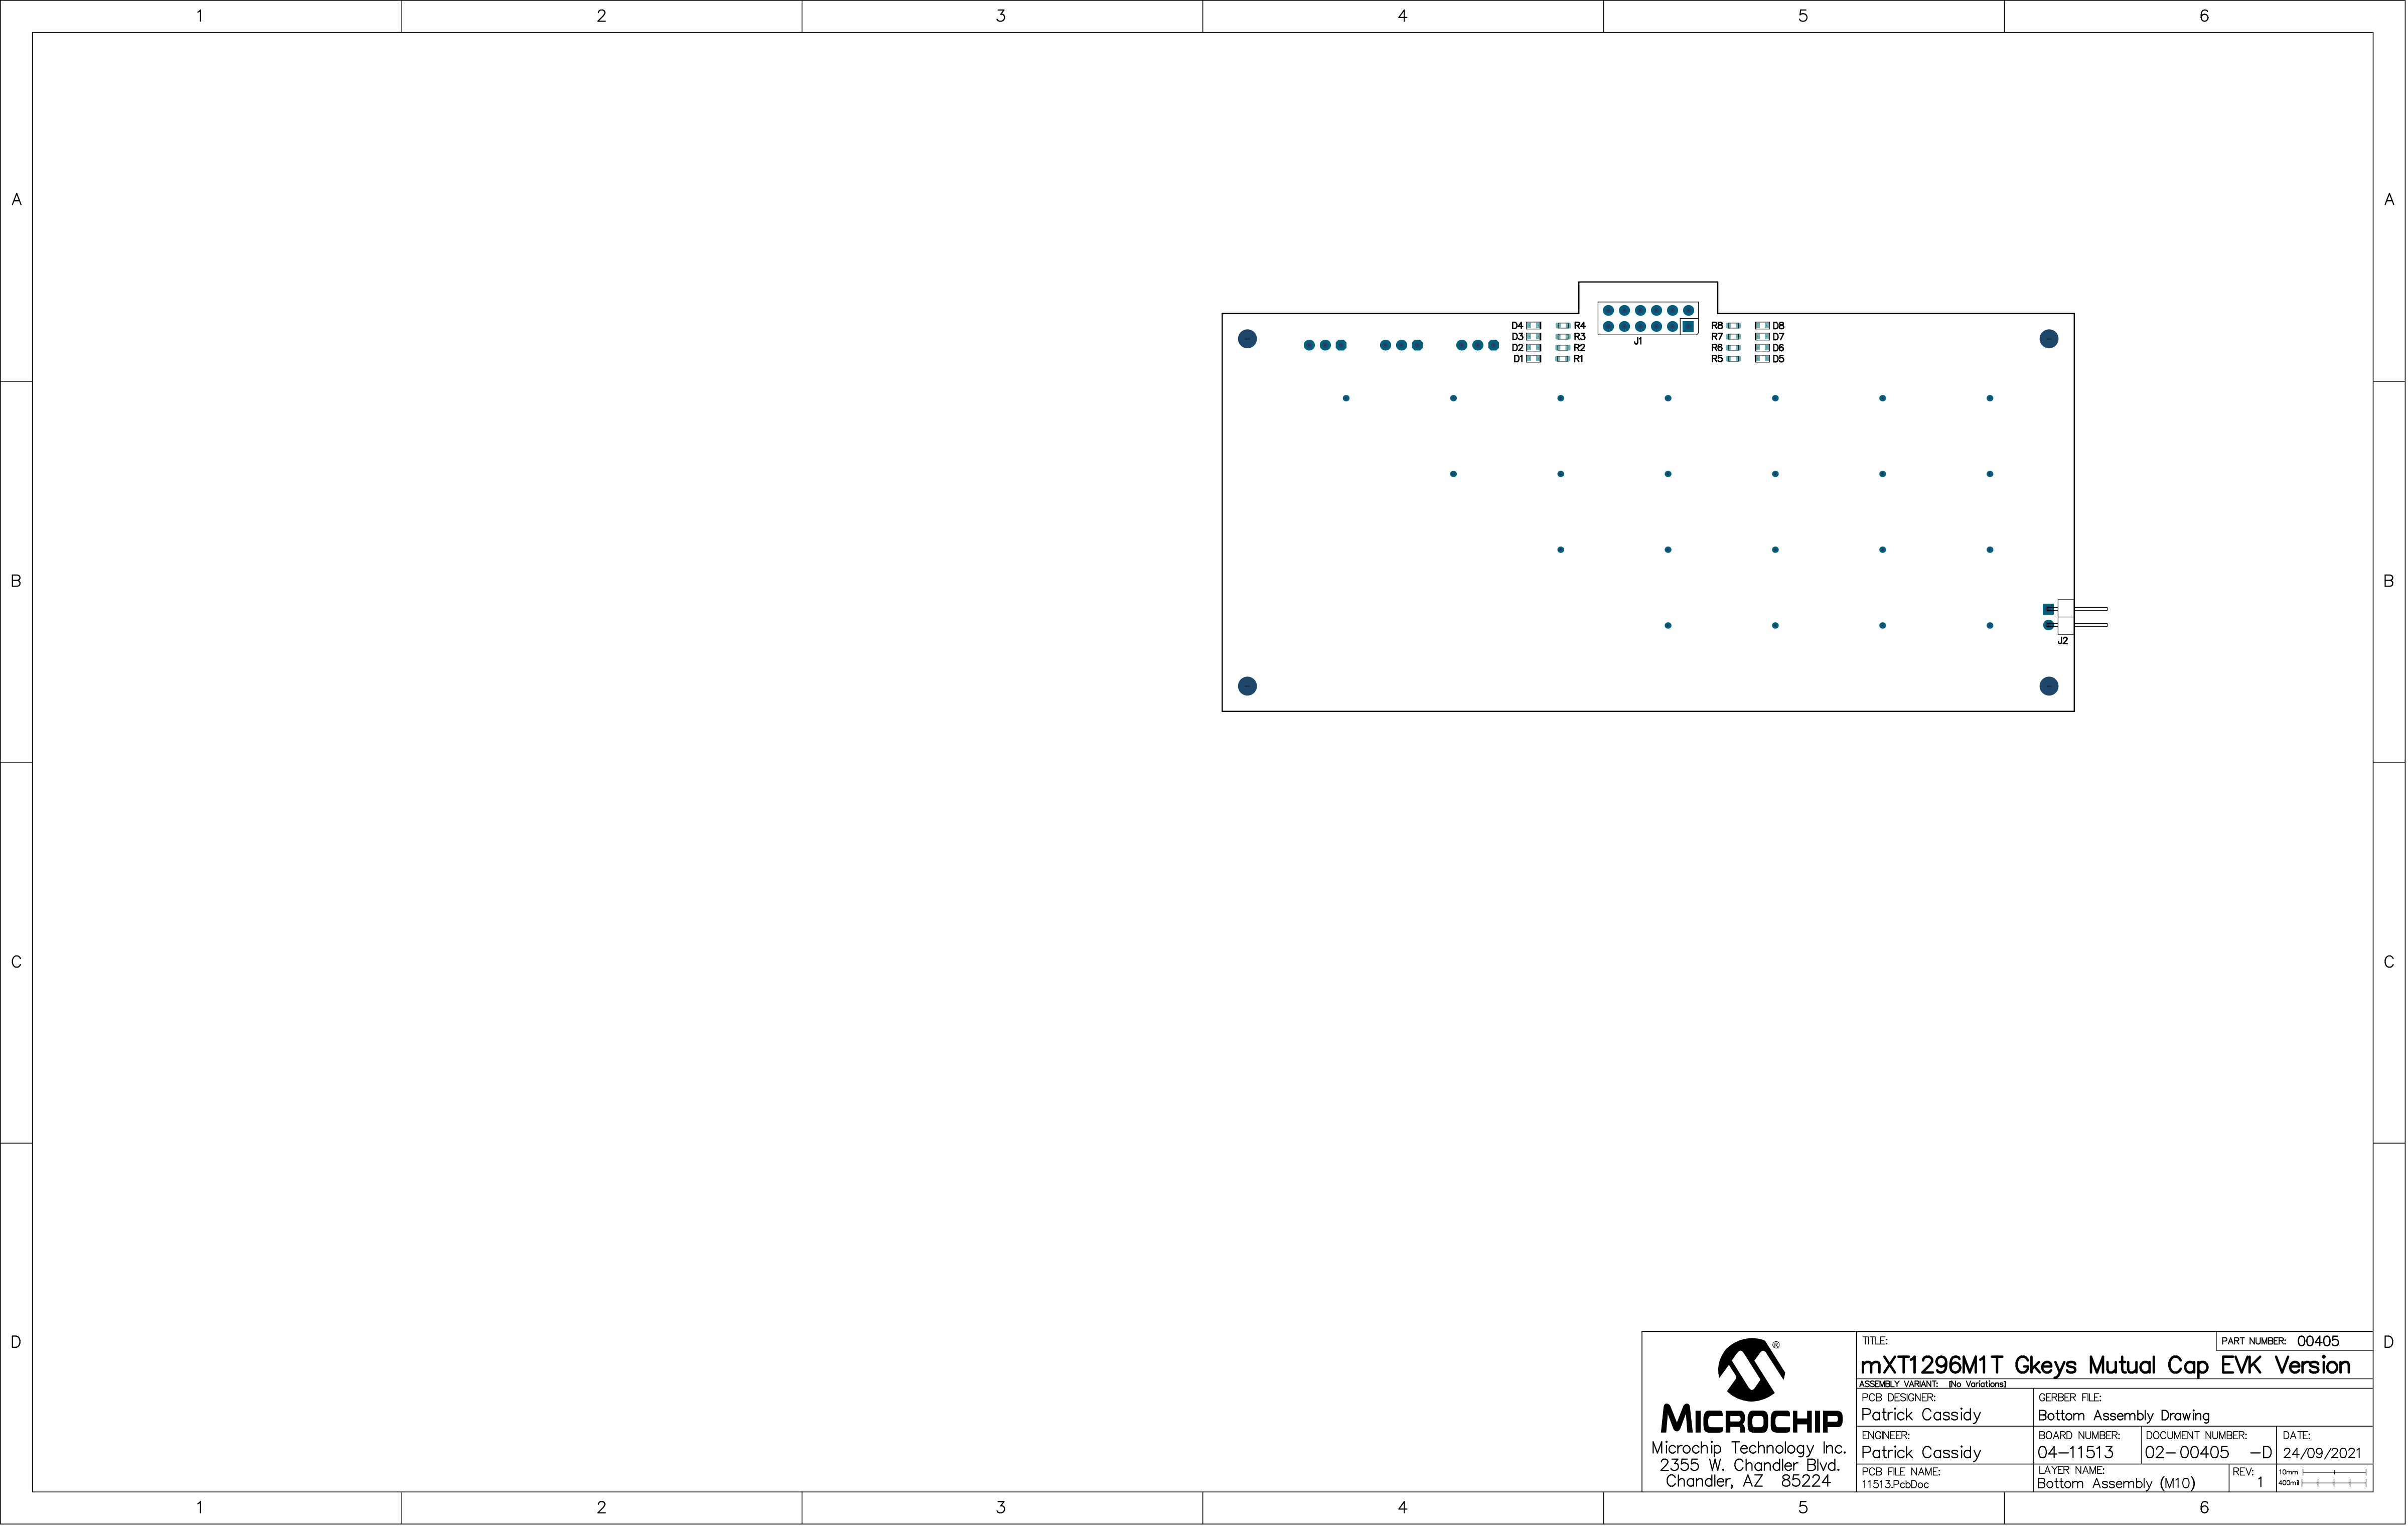 1 2 3 4 5 6
A A
D4 R4 R8 D8
D3 R3 R7 D7
D2 R2 J1 R6 D6
D1 R1 R5 D5
B B
J2
C C
D D
®
MICROCHIP
Microchip Technology Inc.
2355 W. Chandler Blvd.
Chandler, AZ 85224
TITLE: PART NUMBER: 00405
mXT1296M1T Gkeys Mutual Cap EVK Version
ASSEMBLY VARIANT: [No Variations]
PCB DESIGNER: GERBER FILE:
Patrick Cassidy Bottom Assembly Drawing
ENGINEER: BOARD NUMBER: DOCUMENT NUMBER: DATE:
Patrick Cassidy 04-11513 02-00405 -D 24/09/2021
PCB FILE NAME: LAYER NAME: REV: 10mm
11513.PcbDoc Bottom Assembly (M10) 1 400mil
1 2 3 4 5 6